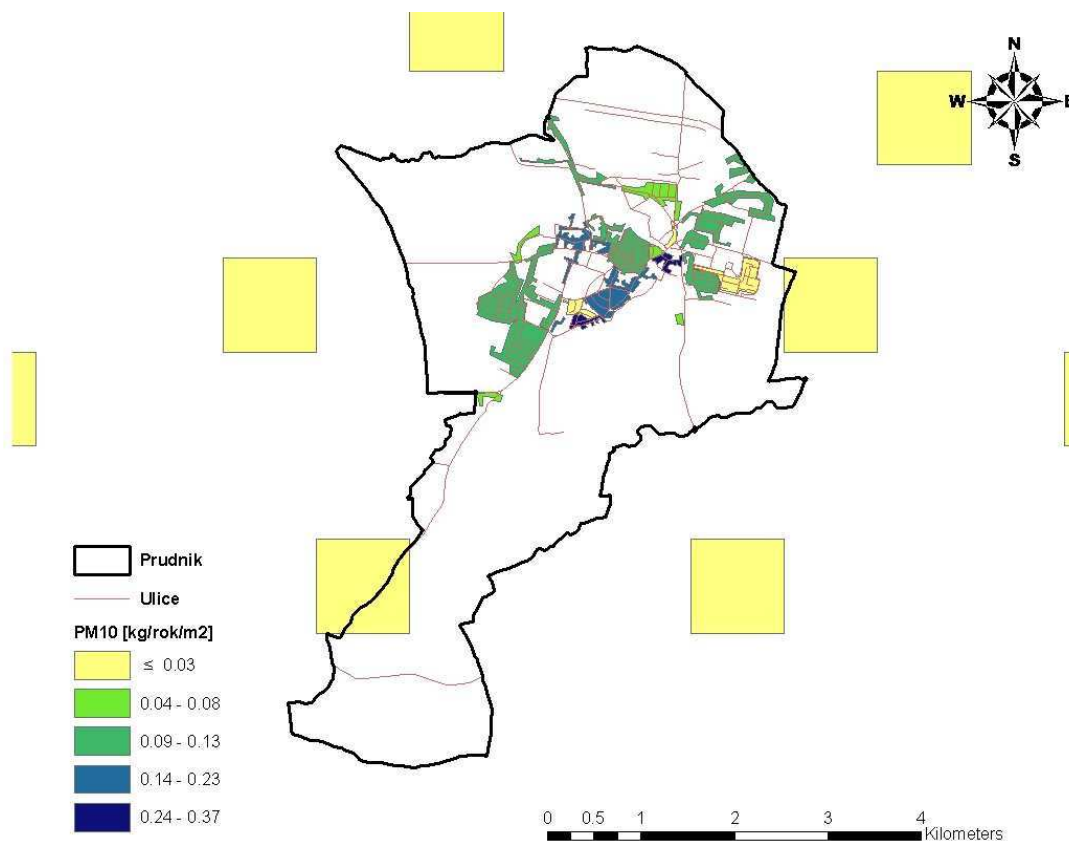 N
W E
S
Prudnik
Ulice
PM10 [kg/rok/m2]
≤ 0.03
0.04 - 0.08
0.09 - 0.13
0.14 - 0.23
0.24 - 0.37
0 0.5 1 2 3 4
Kilometers